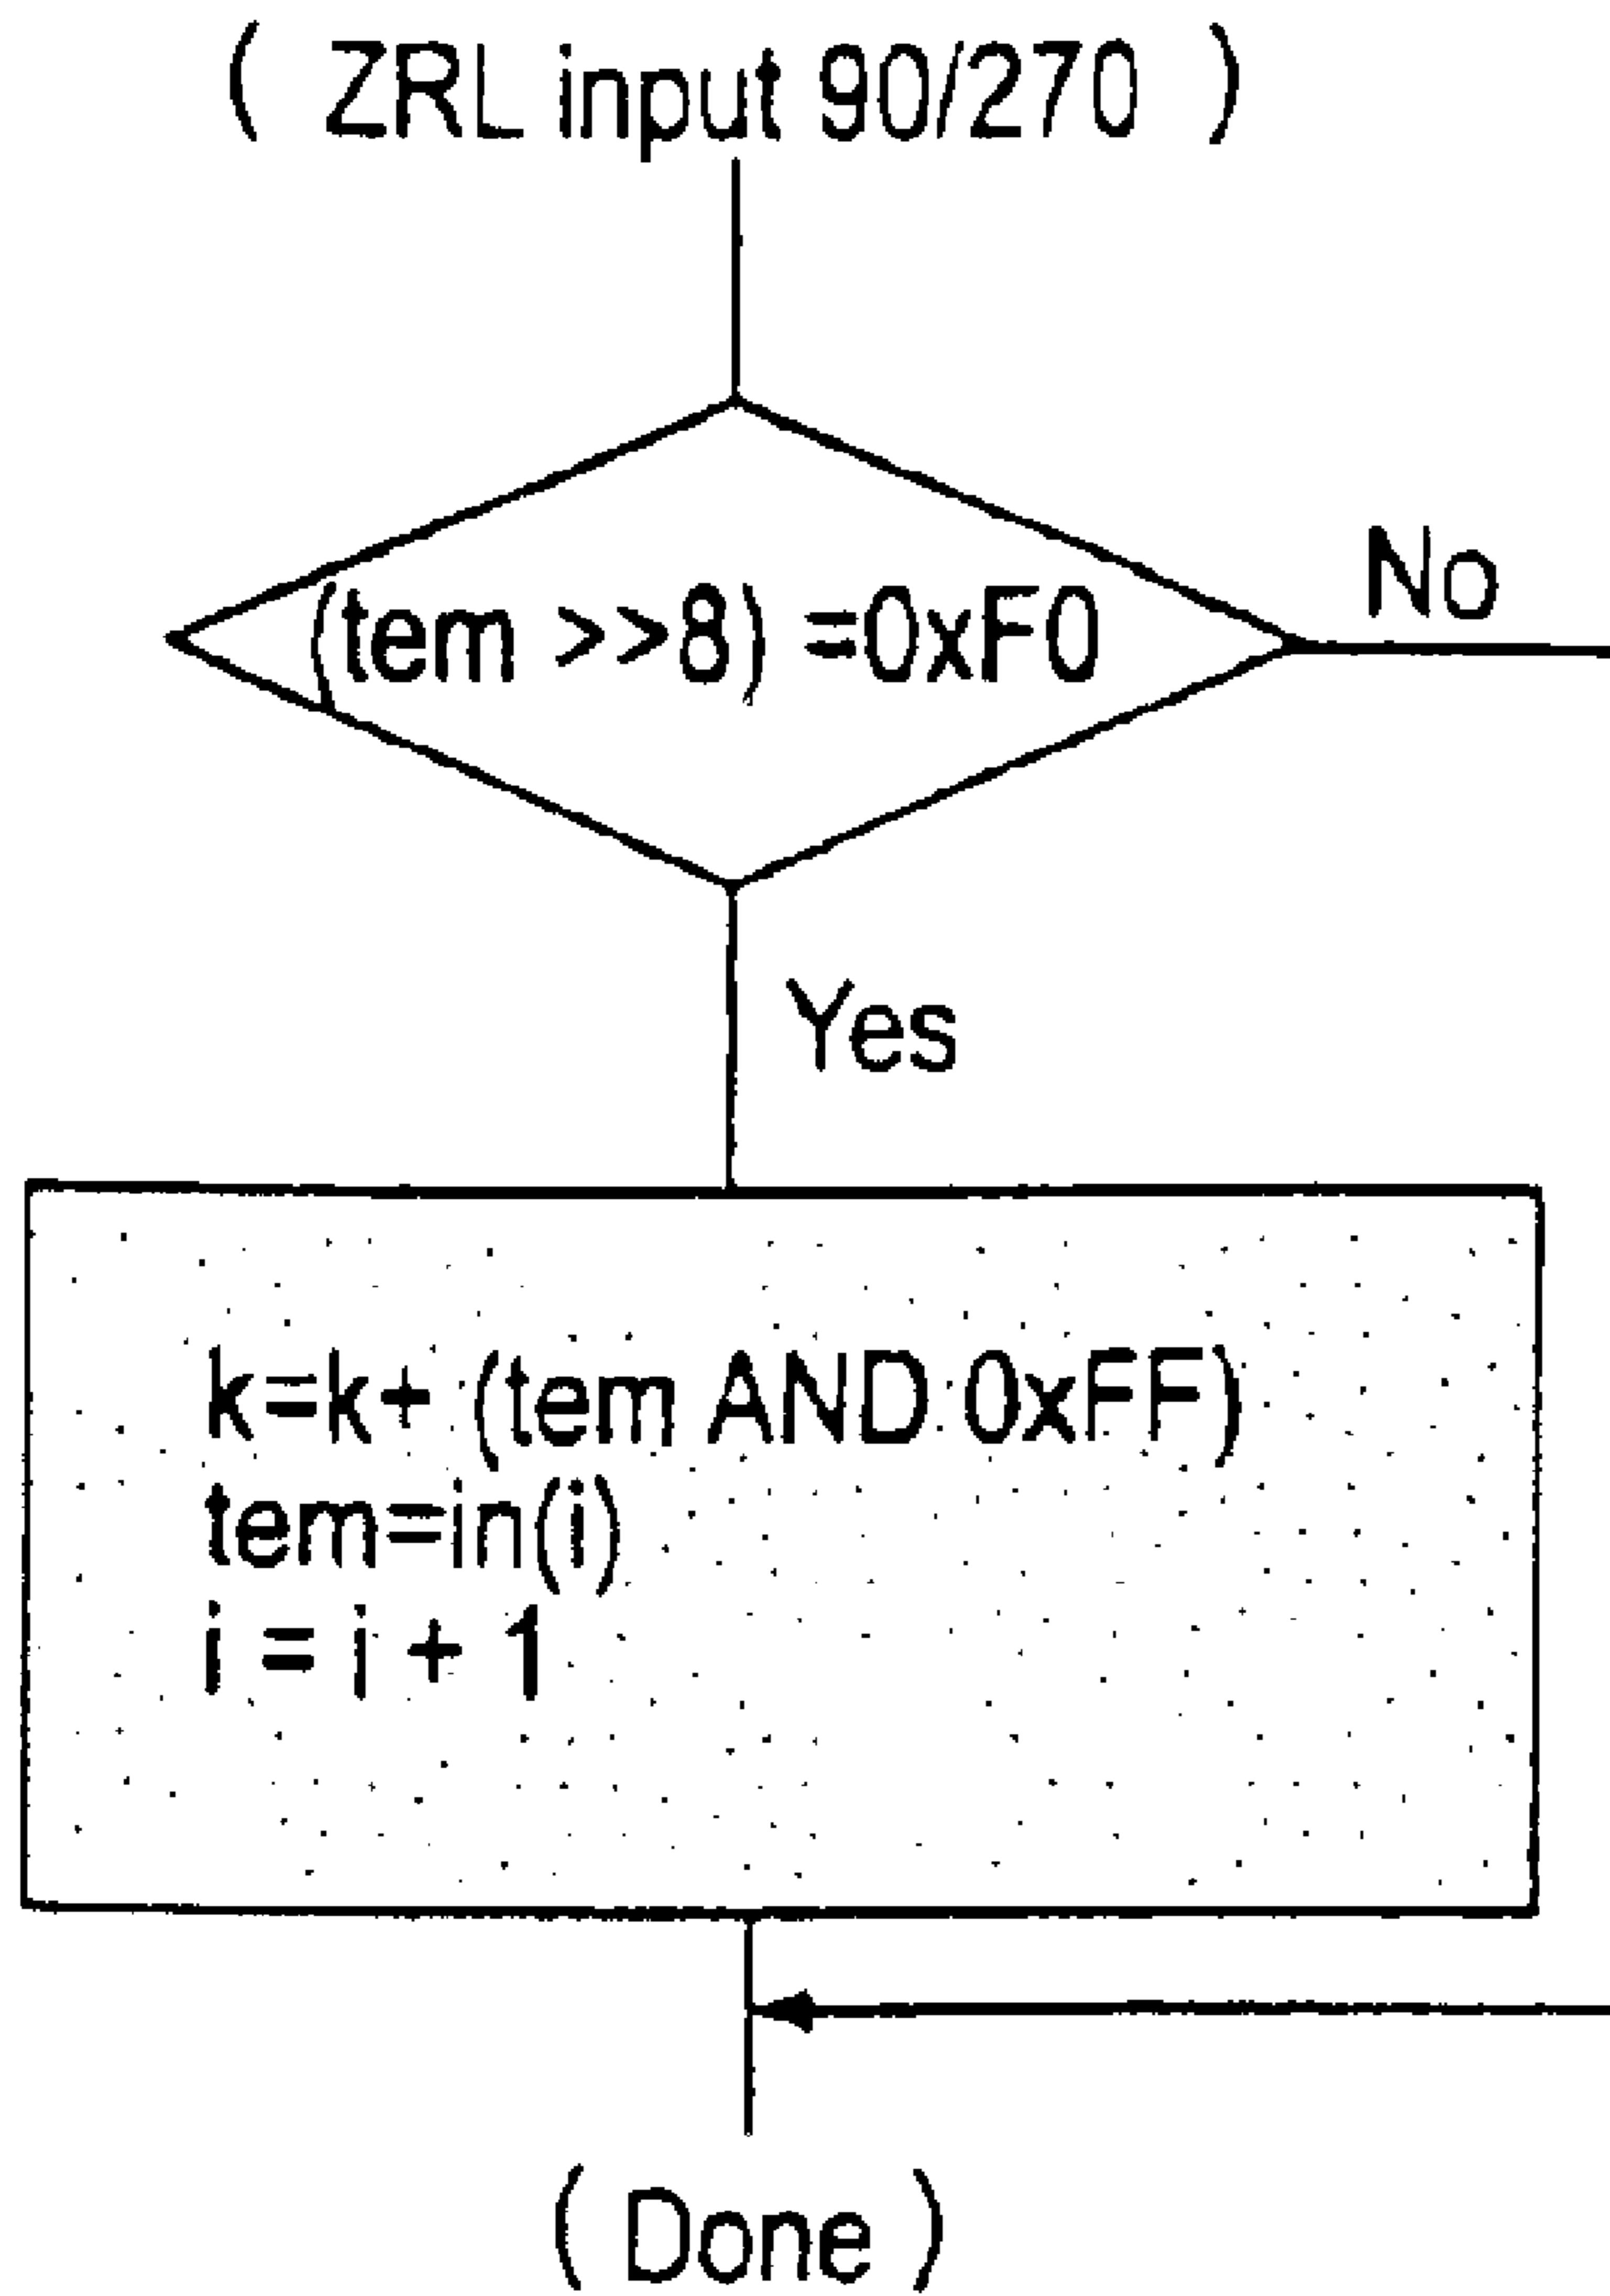 ( ZRL input 90/270 )
(tem >>8) =0xF0
No
Yes
k=k+ (tem AND 0xFF)
tem=in(i)
i = i + 1
( Done )